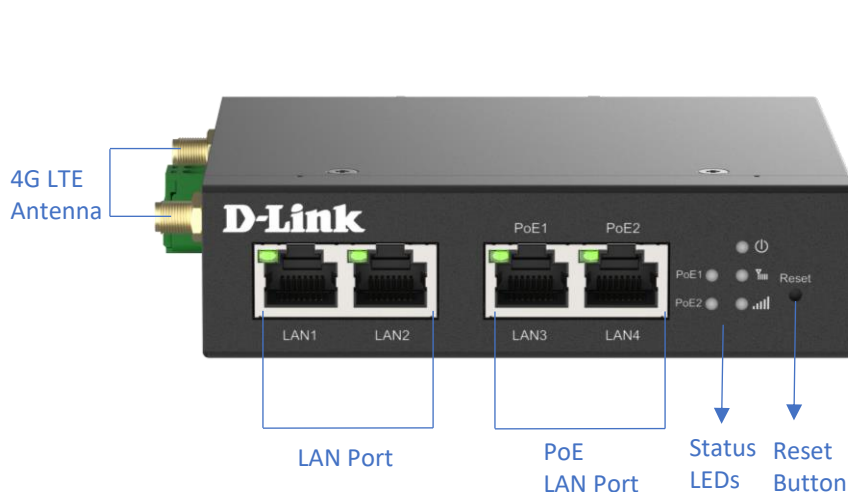 4G LTE
Antenna
D-Link
PoE1
PoE2
PoE1
Reset
PoE2
LAN1
LAN2
LAN3
LAN4
LAN Port
PoE
LAN Port
Status
LEDs
Reset
Button